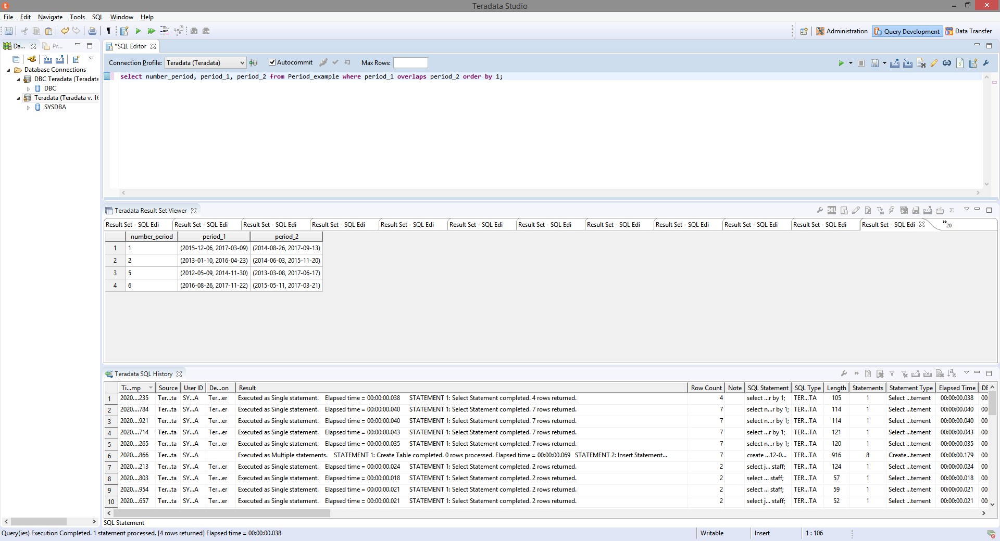 Teradata Studio
File Edit Navigate Tools SQL Window Help
Administration Query Development Data Transfer
Da... Pr...
*SQL Editor
Connection Profile: Teradata (Teradata) Autocommit Max Rows:
Database Connections
DBC Teradata (Teradata
DBC
Teradata (Teradata v. 16
SYSDBA
select number_period, period_1, period_2 from Period_example where period_1 overlaps period_2 order by 1;
Teradata Result Set Viewer
Result Set - SQL Edi Result Set - SQL Edi Result Set - SQL Edi Result Set - SQL Edi Result Set - SQL Edi Result Set - SQL Edi Result Set - SQL Edi Result Set - SQL Edi Result Set - SQL Edi Result Set - SQL Edi Result Set - SQL Edi Result Set - SQL Edi »20
number_period period_1 period_2
1 1 (2015-12-06, 2017-03-09) (2014-08-26, 2017-09-13)
2 2 (2013-01-10, 2016-04-23) (2014-06-03, 2015-11-20)
3 5 (2012-05-09, 2014-11-30) (2013-03-08, 2017-06-17)
4 6 (2016-08-26, 2017-11-22) (2015-05-11, 2017-03-21)
Teradata SQL History
Ti...mp Source User ID De...on Result Row Count Note SQL Statement SQL Type Length Statements Statement Type Elapsed Time DE
1 2020....235 Ter...ta SY...A Ter...er Executed as Single statement. Elapsed time = 00:00:00.038 STATEMENT 1: Select Statement completed. 4 rows returned. 4 select ...r by 1; TER...TA 105 1 Select ...tement 00:00:00.038 00:
2 2020....784 Ter...ta SY...A Ter...er Executed as Single statement. Elapsed time = 00:00:00.040 STATEMENT 1: Select Statement completed. 7 rows returned. 7 select n...r by 1; TER...TA 114 1 Select ...tement 00:00:00.040 00:
3 2020....921 Ter...ta SY...A Ter...er Executed as Single statement. Elapsed time = 00:00:00.040 STATEMENT 1: Select Statement completed. 7 rows returned. 7 select n...r by 1; TER...TA 114 1 Select ...tement 00:00:00.040 00:
4 2020....714 Ter...ta SY...A Ter...er Executed as Single statement. Elapsed time = 00:00:00.043 STATEMENT 1: Select Statement completed. 7 rows returned. 7 select ...r by 1; TER...TA 121 1 Select ...tement 00:00:00.043 00:
5 2020....265 Ter...ta SY...A Ter...er Executed as Single statement. Elapsed time = 00:00:00.035 STATEMENT 1: Select Statement completed. 7 rows returned. 7 select n...r by 1; TER...TA 120 1 Select ...tement 00:00:00.035 00:
6 2020....866 Ter...ta SY...A Executed as Multiple statements. STATEMENT 1: Create Table completed. 0 rows processed. Elapsed time = 00:00:00.069 STATEMENT 2: Insert Statement... 7 create ...12-0... TER...TA 916 8 Create...tement 00:00:00.179 00:
7 2020....213 Ter...ta SY...A Ter...er Executed as Single statement. Elapsed time = 00:00:00.024 STATEMENT 1: Select Statement completed. 2 rows returned. 2 select j... staff; TER...TA 124 1 Select ...tement 00:00:00.024 00:
8 2020....803 Ter...ta SY...A Ter...er Executed as Single statement. Elapsed time = 00:00:00.018 STATEMENT 1: Select Statement completed. 2 rows returned. 2 select ... staff; TER...TA 57 1 Select ...tement 00:00:00.018 00:
9 2020....954 Ter...ta SY...A Ter...er Executed as Single statement. Elapsed time = 00:00:00.021 STATEMENT 1: Select Statement completed. 2 rows returned. 2 select ... staff; TER...TA 59 1 Select ...tement 00:00:00.021 00:
10 2020....657 Ter...ta SY...A Ter...er Executed as Single statement. Elapsed time = 00:00:00.021 STATEMENT 1: Select Statement completed. 2 rows returned. 2 select j... staff; TER...TA 52 1 Select ...tement 00:00:00.021 00:
SQL Statement
Query(ies) Execution Completed. 1 statement processed. [4 rows returned] Elapsed time = 00:00:00.038 Writable Insert 1 : 106